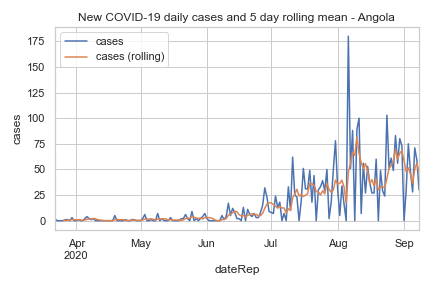 New COVID-19 daily cases and 5 day rolling mean - Angola
cases
cases (rolling)
175
150
125
100
75
50
25
0
cases
Apr
2020
May
Jun
Jul
Aug
Sep
dateRep